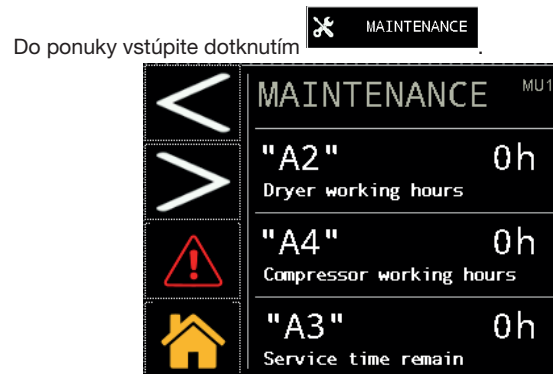 Do ponuky vstúpite dotknutím MAINTENANCE.
MAINTENANCE MU1
"A2" 0h
Dryer working hours
"A4" 0h
Compressor working hours
"A3" 0h
Service time remain